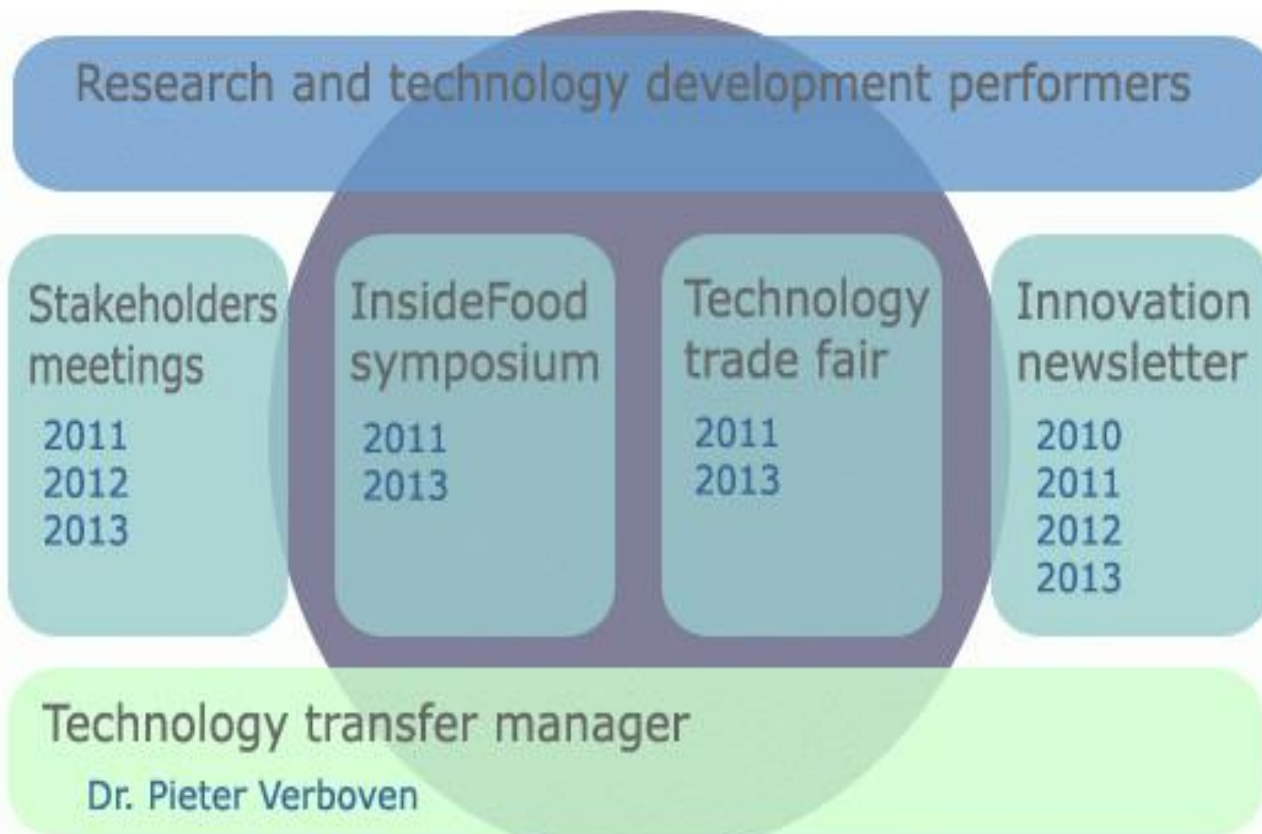 Research and technology development performers
Stakeholders
meetings
2011
2012
2013
InsideFood
symposium
2011
2013
Technology
trade fair
2011
2013
Innovation
newsletter
2010
2011
2012
2013
Technology transfer manager
Dr. Pieter Verboven